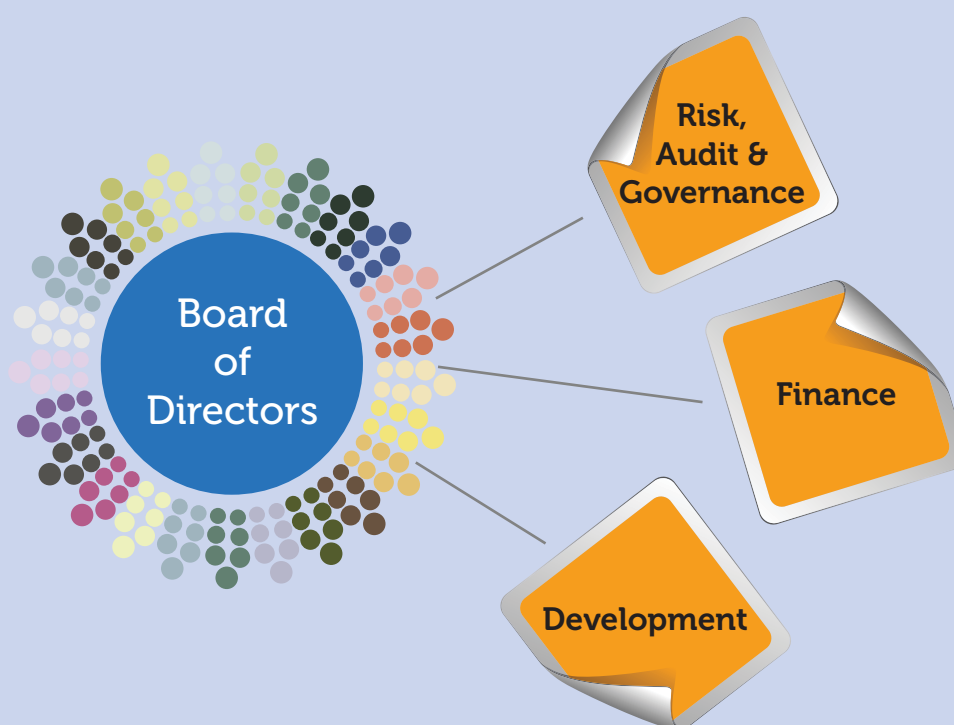 Board
of
Directors
Risk,
Audit &
Governance
Finance
Development